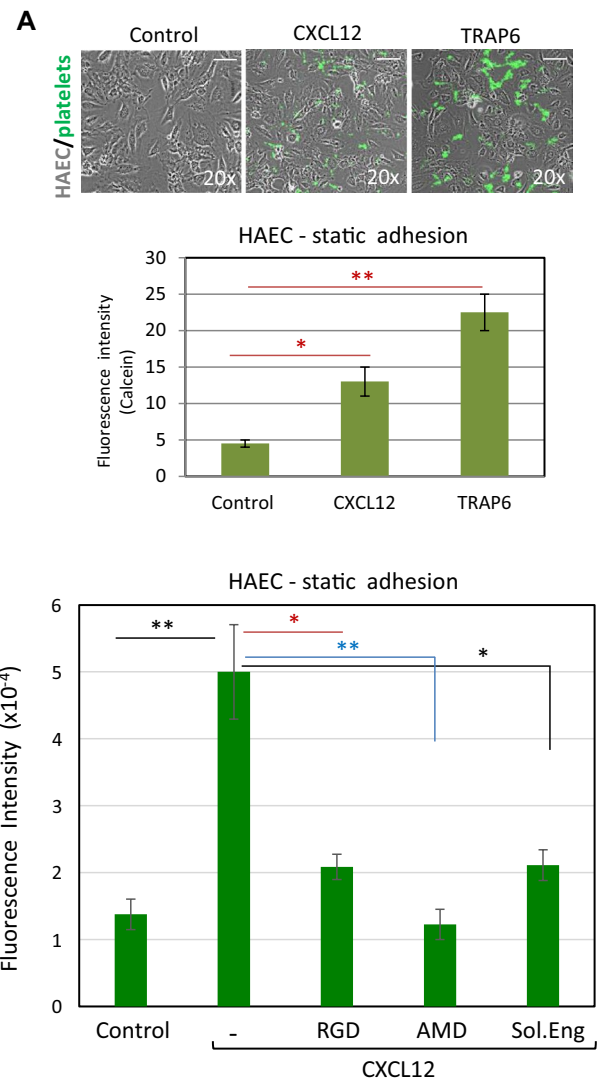 A
Control CXCL12 TRAP6
HAEC/platelets
20x 20x 20x
HAEC - static adhesion
Fluorescence intensity
(Calcein)
30
25
20
15
10
5
0
** 
*
Control CXCL12 TRAP6
HAEC - static adhesion
Fluorescence Intensity (x10⁻⁴)
6
5
4
3
2
1
0
** * ** *
Control - RGD AMD Sol.Eng
CXCL12